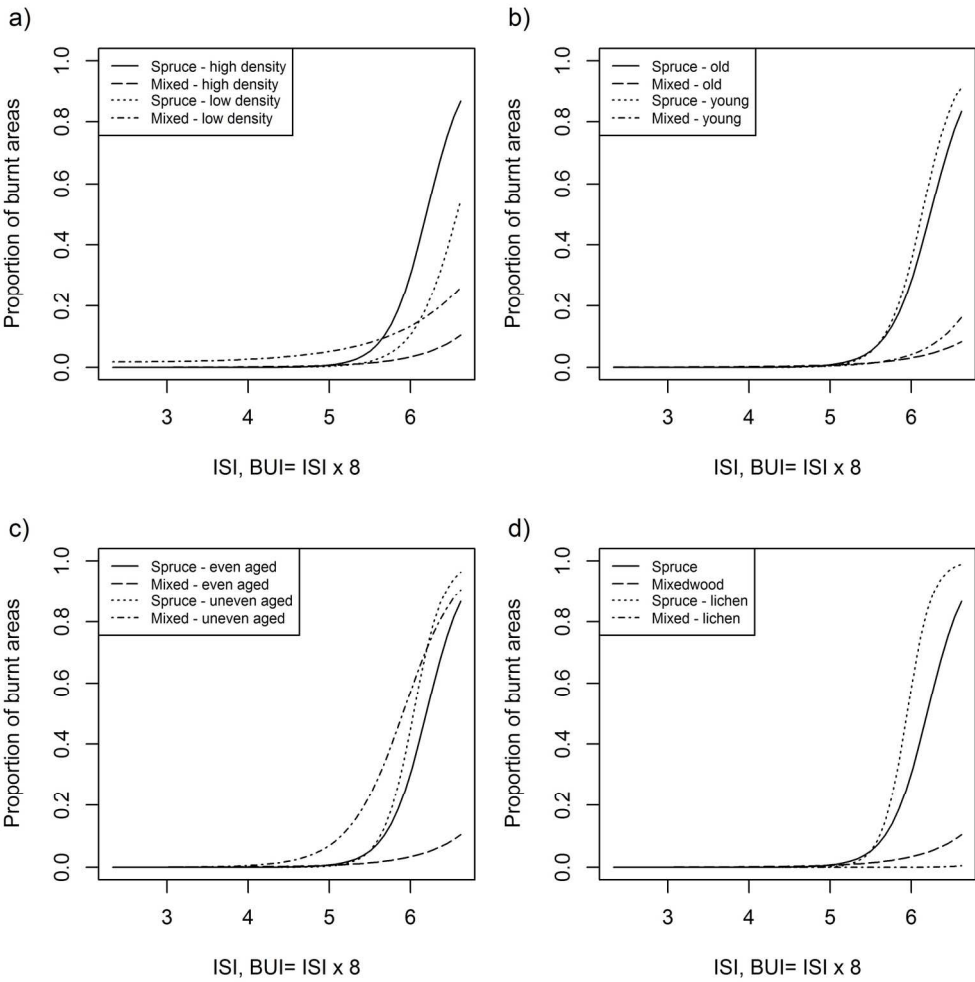 a)
Proportion of burnt areas
1.0
0.8
0.6
0.4
0.2
0.0
Spruce - high density
Mixed - high density
Spruce - low density
Mixed - low density
3 4 5 6
ISI, BUI= ISI x 8
b)
Proportion of burnt areas
1.0
0.8
0.6
0.4
0.2
0.0
Spruce - old
Mixed - old
Spruce - young
Mixed - young
3 4 5 6
ISI, BUI= ISI x 8
c)
Proportion of burnt areas
1.0
0.8
0.6
0.4
0.2
0.0
Spruce - even aged
Mixed - even aged
Spruce - uneven aged
Mixed - uneven aged
3 4 5 6
ISI, BUI= ISI x 8
d)
Proportion of burnt areas
1.0
0.8
0.6
0.4
0.2
0.0
Spruce
Mixedwood
Spruce - lichen
Mixed - lichen
3 4 5 6
ISI, BUI= ISI x 8